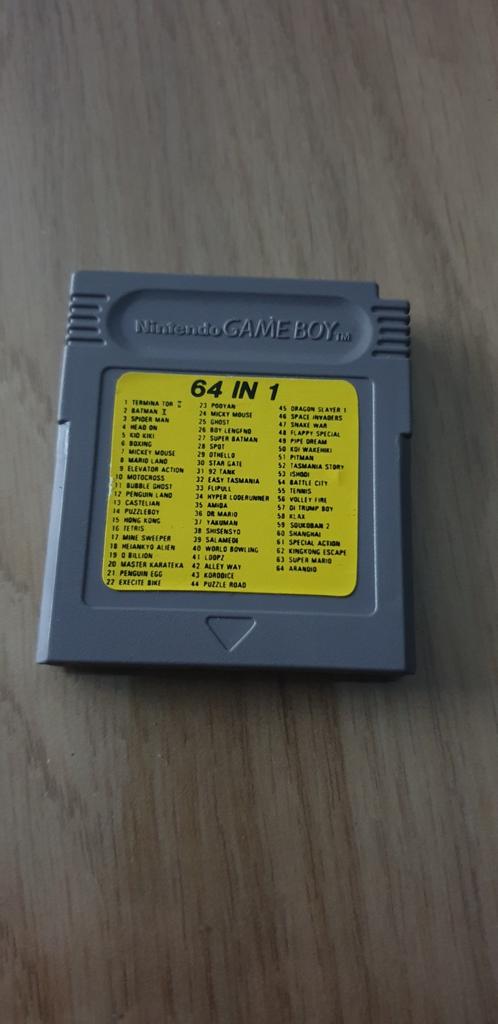 Nintendo GAME BOY TM
64 IN 1
1 TERMINA TOR II
2 BATMAN I
3 SPIDER MAN
4 HEAD ON
5 KID KIKI
6 BOXING
7 MICKEY MOUSE
8 MARIO LAND
9 ELEVATOR ACTION
10 MOTOCROSS
11 BUBBLE GHOST
12 PENGUIN LAND
13 CASTELIAN
14 PUZZLEBOY
15 HONG KONG
16 TETRIS
17 MINE SWEEPER
18 HEIANKYO ALIEN
19 Q BILLION
20 MASTER KARATEKA
21 PENGUIN EGG
22 EXECITE BIKE
23 POOYAN
24 MICKY MOUSE
25 GHOST
26 BOY LENGFND
27 SUPER BATMAN
28 SPOT
29 OTHELLO
30 STAR GATE
31 92 TANK
32 EASY TASMANIA
33 FLIPULL
34 HYPER LODERUNNER
35 AMIDA
36 DR MARIO
37 YAKUMAN
38 SHISENSYO
39 SALAMEDI
40 WORLD BOWLING
41 LOOPZ
42 ALLEY WAY
43 KORODICE
44 PUZZLE ROAD
45 DRAGON SLAYER I
46 SPACE INVADERS
47 SNAKE WAR
48 FLAPPY SPECIAL
49 PIPE DREAM
50 KOI WAKEHIKI
51 PITMAN
52 TASMANIA STORY
53 ISHIDO
54 BATTLE CITY
55 TENNIS
56 VOLLEY FIRE
57 DI TRUMP BOY
58 KLAX
59 SOUKOBAN 2
60 SHANGHAI
61 SPECIAL ACTION
62 KINGKONG ESCAPE
63 SUPER MARIO
64 ARANOID